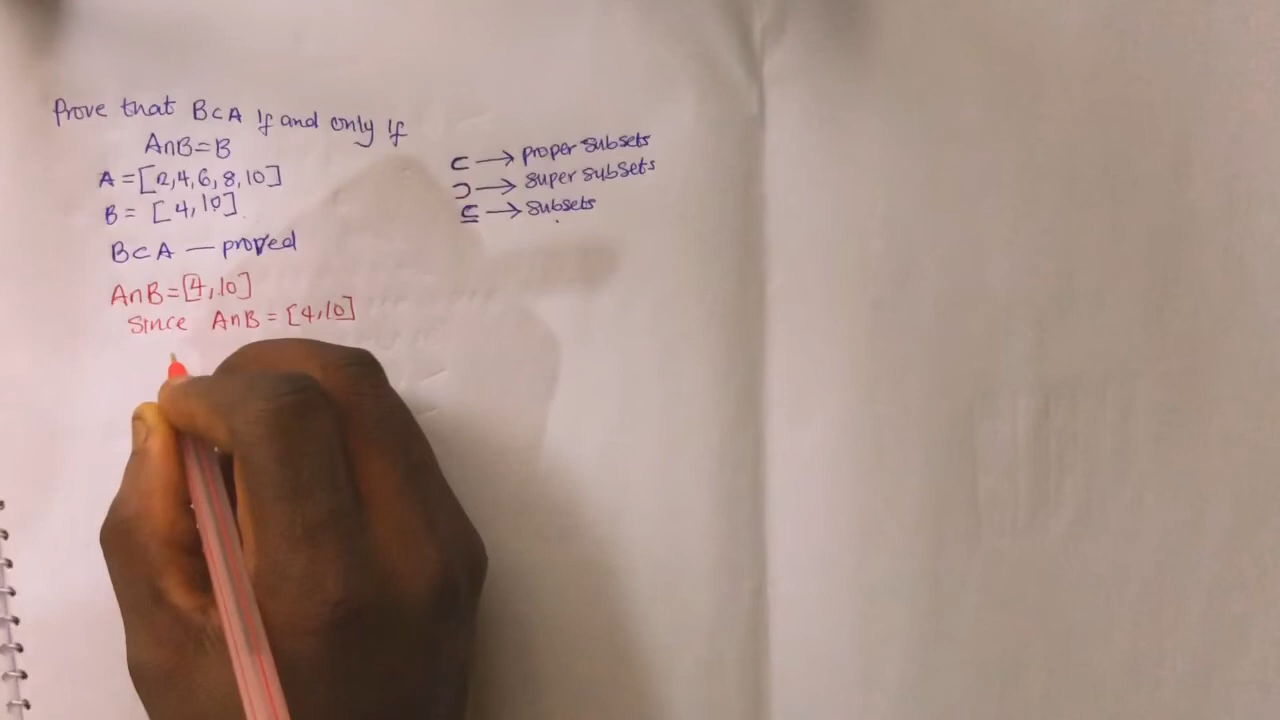 Prove that B⊂A If and only If
A∩B=B
A=[2,4,6,8,10]
B= [4,10]
B⊂A — proved
A∩B=[4,10]
Since A∩B=[4,10]
⊂ → proper subsets
⊃ → super subsets
⊆ → subsets